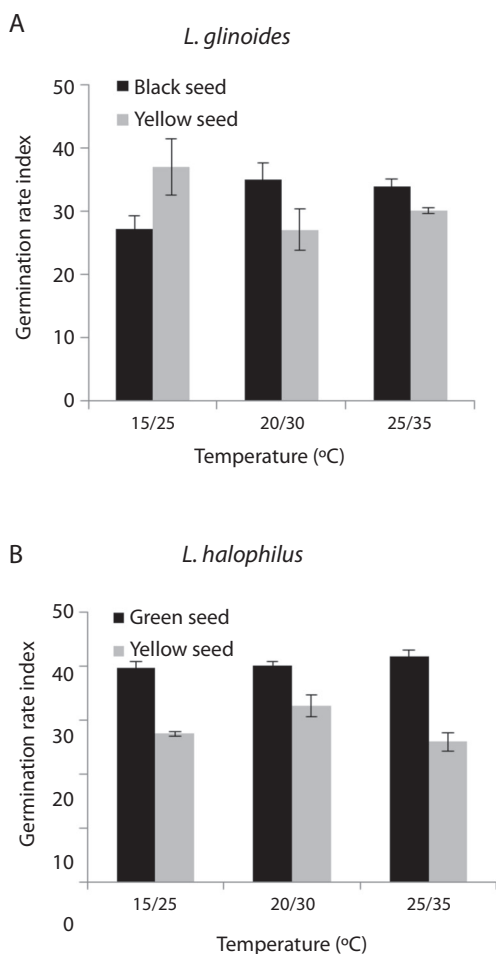 A
L. glinoides
50
40
30
20
10
0
Germination rate index
Black seed
Yellow seed
15/25 20/30 25/35
Temperature (ºC)
B
L. halophilus
50
40
30
20
10
0
Germination rate index
Green seed
Yellow seed
15/25 20/30 25/35
Temperature (ºC)